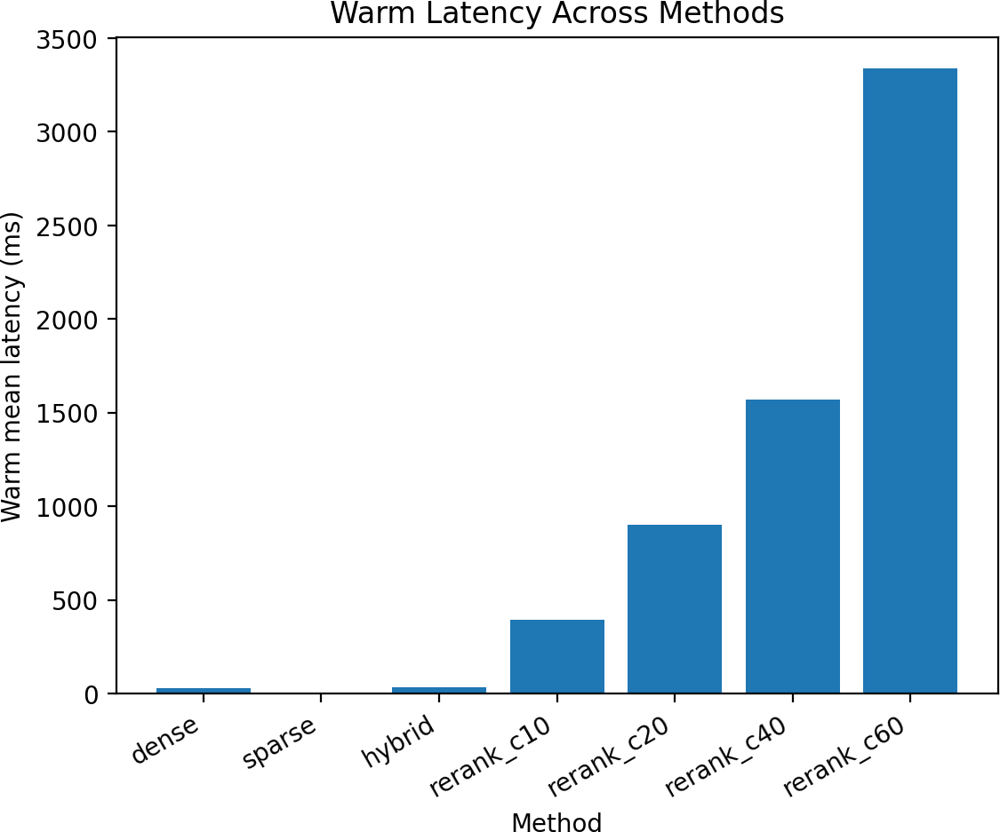 Warm Latency Across Methods
Warm mean latency (ms)
3500
3000
2500
2000
1500
1000
500
0
dense
sparse
hybrid
rerank_c10
rerank_c20
rerank_c40
rerank_c60
Method